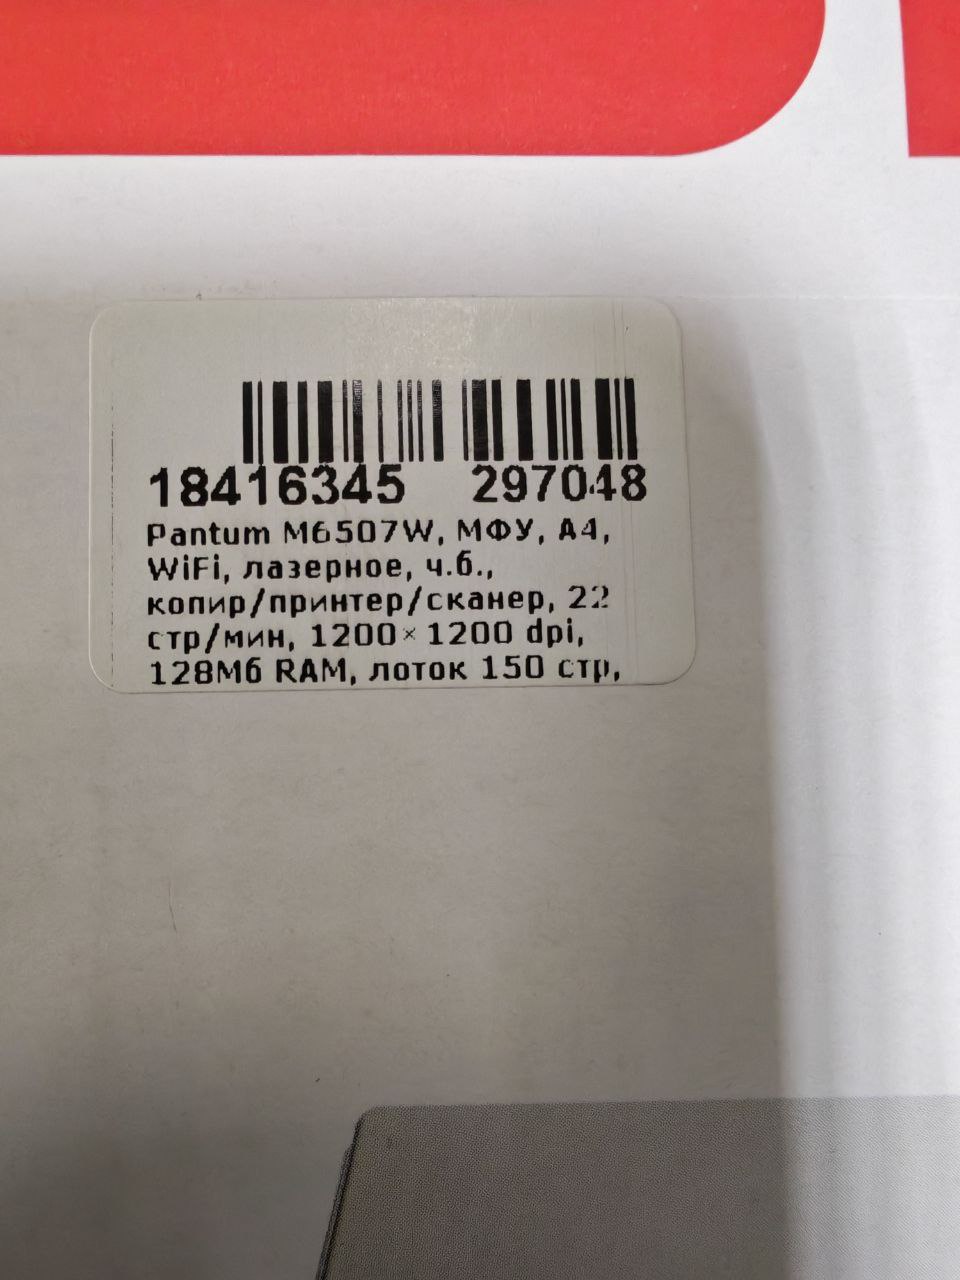 18416345 297048
Pantum M6507W, МФУ, A4,
WiFi, лазерное, ч.б.,
копир/принтер/сканер, 22
стр/мин, 1200×1200 dpi,
128Мб RAM, лоток 150 стр,